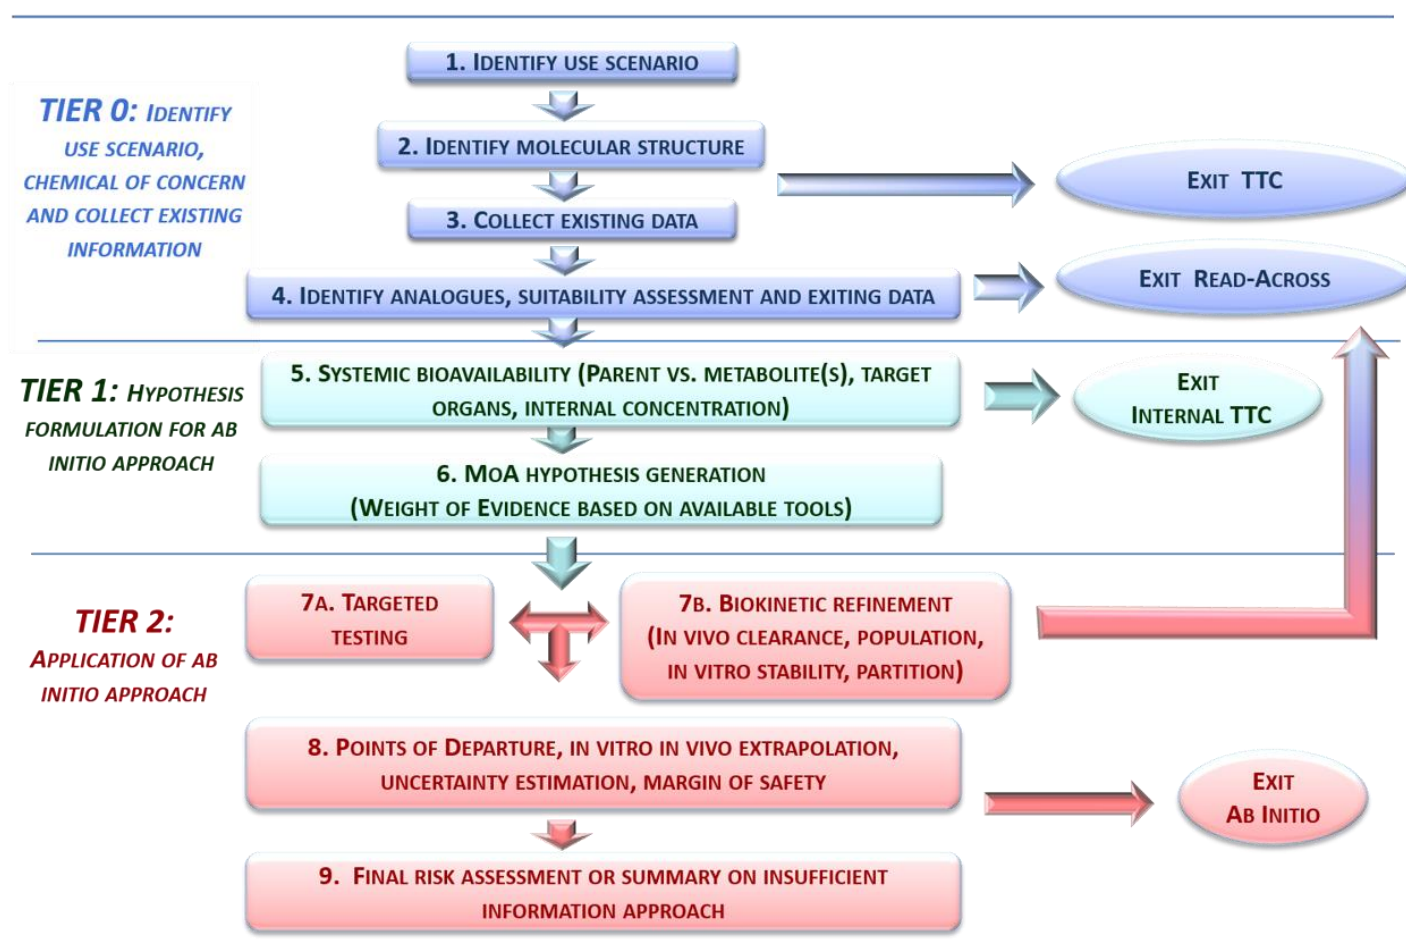 1. Identify use scenario
TIER 0: Identify
use scenario,
chemical of concern
and collect existing
information
2. Identify molecular structure
Exit TTC
3. Collect existing data
4. Identify analogues, suitability assessment and exiting data
Exit Read-Across
TIER 1: Hypothesis
formulation for ab
initio approach
5. Systemic bioavailability (Parent vs. metabolite(s), target
organs, internal concentration)
Exit
Internal TTC
6. MoA hypothesis generation
(Weight of Evidence based on available tools)
TIER 2:
Application of ab
initio approach
7a. Targeted
testing
7b. Biokinetic refinement
(In vivo clearance, population,
in vitro stability, partition)
8. Points of Departure, in vitro in vivo extrapolation,
uncertainty estimation, margin of safety
Exit
Ab Initio
9. Final risk assessment or summary on insufficient
information approach